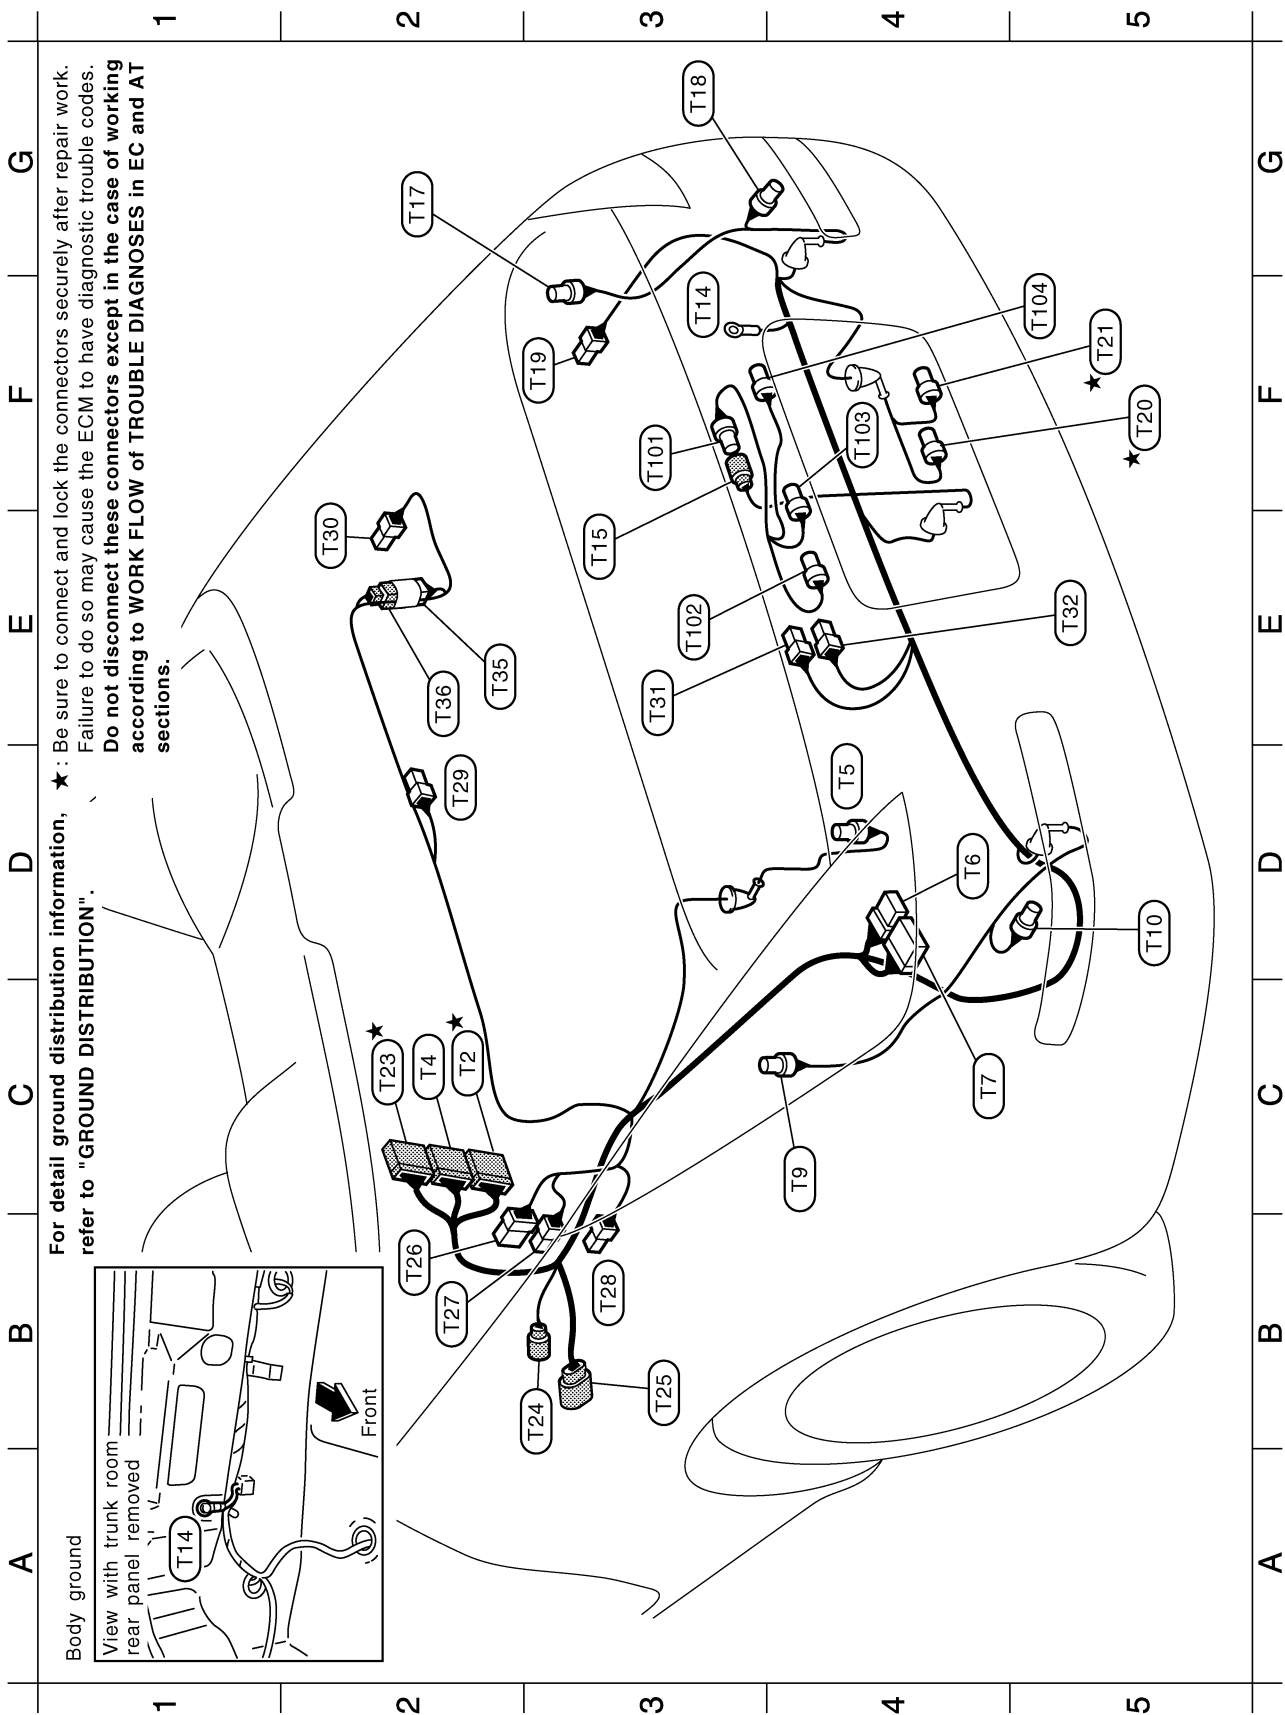 A
B
C
D
E
F
G
1
2
3
4
5
For detail ground distribution information,
refer to "GROUND DISTRIBUTION".
★: Be sure to connect and lock the connectors securely after repair work.
Failure to do so may cause the ECM to have diagnostic trouble codes.
Do not disconnect these connectors except in the case of working
according to WORK FLOW of TROUBLE DIAGNOSES in EC and AT
sections.
Body ground
View with trunk room
rear panel removed
T14
Front
T23 ★
T4
T2 ★
T26
T27
T28
T24
T25
T29
T30
T36
T35
T17
T18
T19
T14
T104
T101
T15
T103
T21
★
T20
★
T102
T31
T32
T5
T6
T10
T7
T9
A
B
C
D
E
F
G
1
2
3
4
5